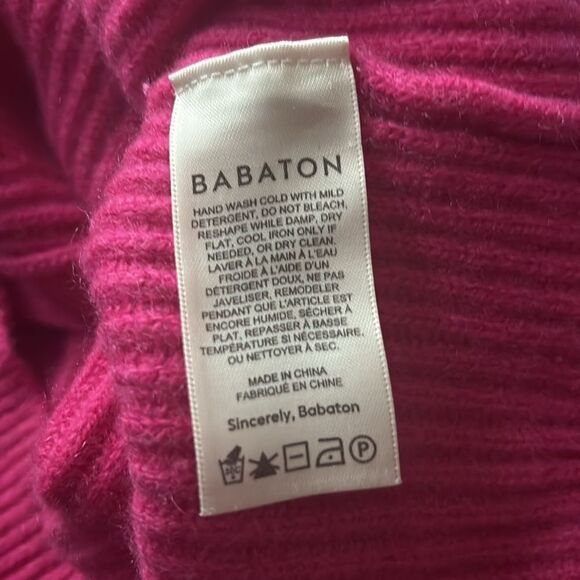 BABATON
HAND WASH COLD WITH MILD
DETERGENT, DO NOT BLEACH,
RESHAPE WHILE DAMP, DRY
FLAT, COOL IRON ONLY IF
NEEDED, OR DRY CLEAN.
LAVER À LA MAIN À L'EAU
FROIDE À L'AIDE D'UN
DÉTERGENT DOUX, NE PAS
JAVELISER, REMODELER
PENDANT QUE L'ARTICLE EST
ENCORE HUMIDE, SÉCHER À
PLAT, REPASSER À BASSE
TEMPÉRATURE SI NÉCESSAIRE,
OU NETTOYER À SEC.
MADE IN CHINA
FABRIQUÉ EN CHINE
Sincerely, Babaton
30C P